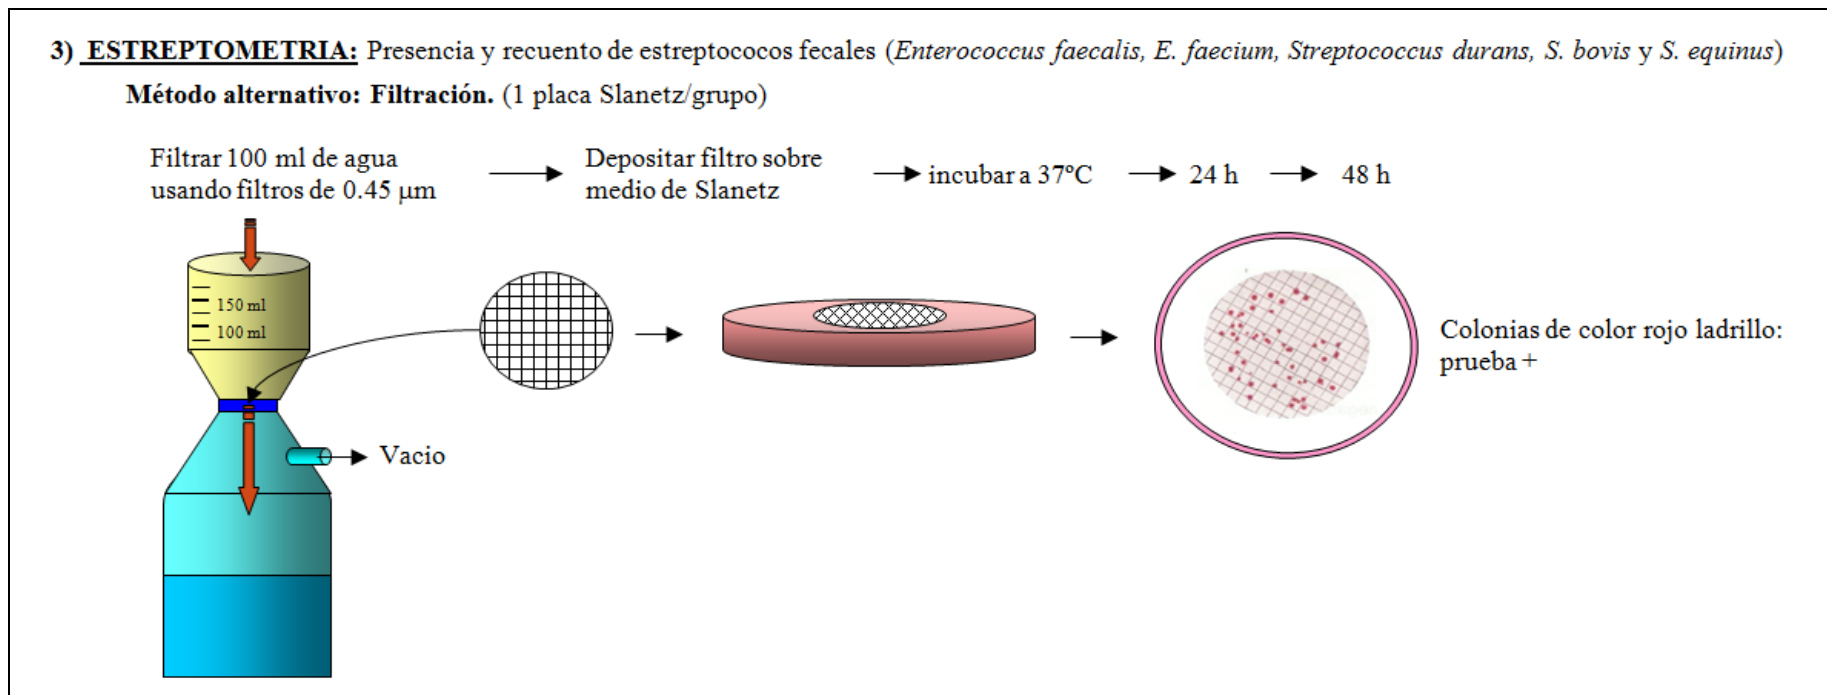 3) ESTREPTOMETRIA: Presencia y recuento de estreptococos fecales (Enterococcus faecalis, E. faecium, Streptococcus durans, S. bovis y S. equinus)
Método alternativo: Filtración. (1 placa Slanetz/grupo)
Filtrar 100 ml de agua
usando filtros de 0.45 µm
Depositar filtro sobre
medio de Slanetz
incubar a 37ºC
24 h
48 h
150 ml
100 ml
Colonias de color rojo ladrillo:
prueba +
Vacio